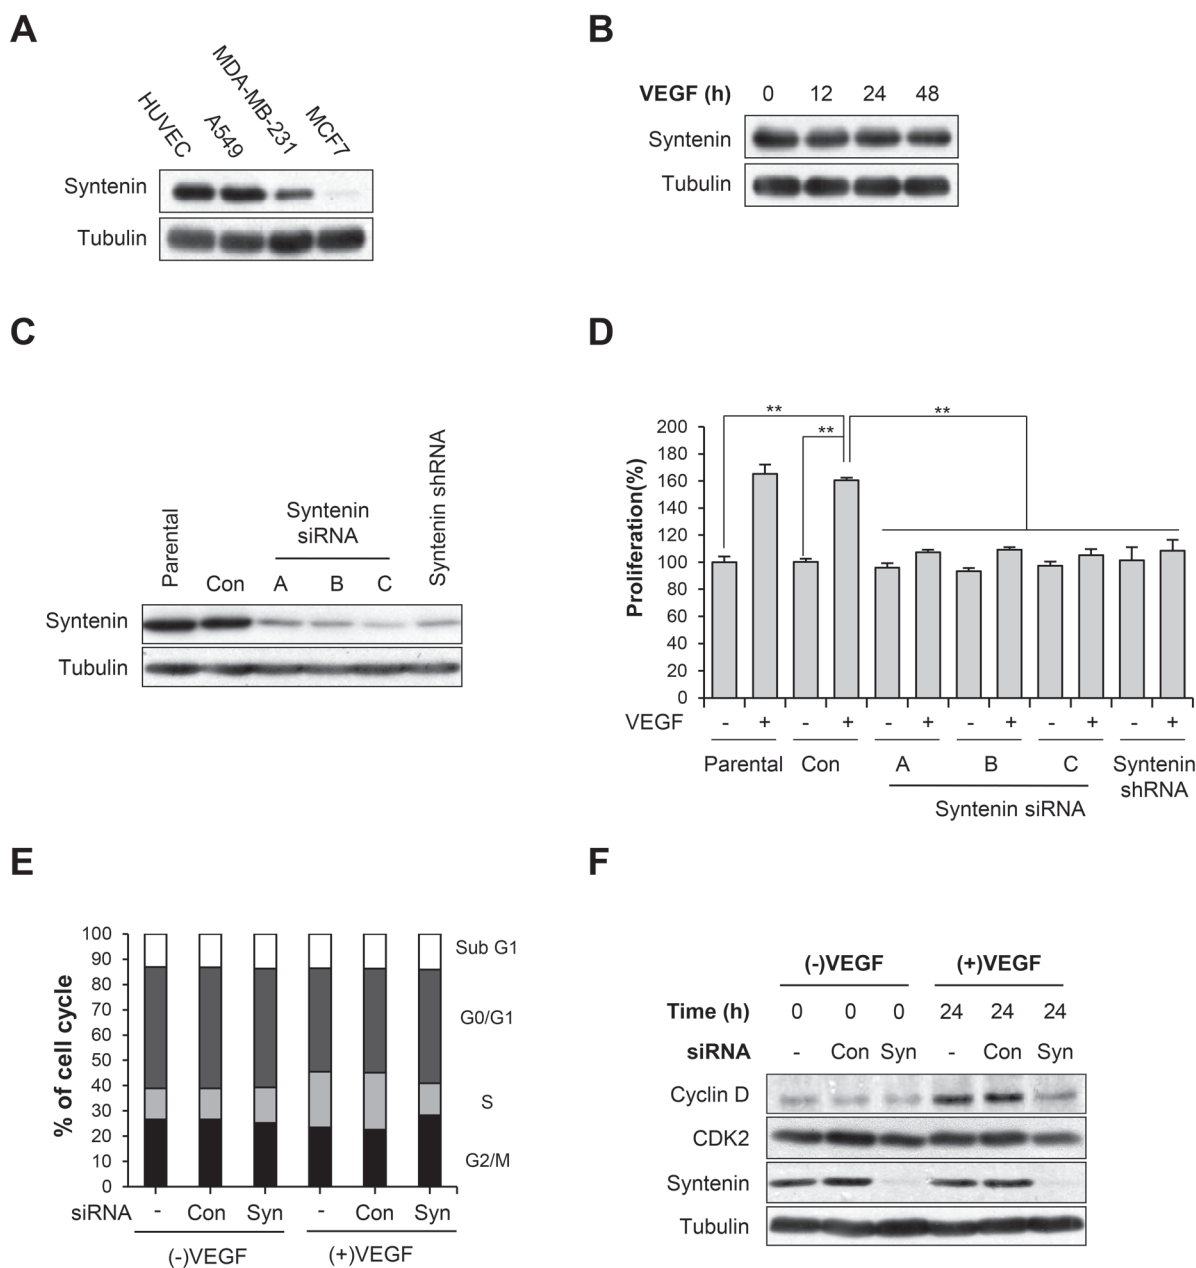 A
HUVEC
A549
MDA-MB-231
MCF7
Syntenin
Tubulin
B
VEGF (h) 0 12 24 48
Syntenin
Tubulin
C
Parental
Con
Syntenin
siRNA
A B C
Syntenin shRNA
Syntenin
Tubulin
D
Proliferation(%)
200
180
160
140
120
100
80
60
40
20
0
** ** **
VEGF - + - + - + - + - + - +
Parental Con A B C Syntenin
shRNA
Syntenin siRNA
E
% of cell cycle
100
90
80
70
60
50
40
30
20
10
0
Sub G1
G0/G1
S
G2/M
siRNA - Con Syn - Con Syn
(-)VEGF (+)VEGF
F
(-)VEGF (+)VEGF
Time (h) 0 0 0 24 24 24
siRNA - Con Syn - Con Syn
Cyclin D
CDK2
Syntenin
Tubulin